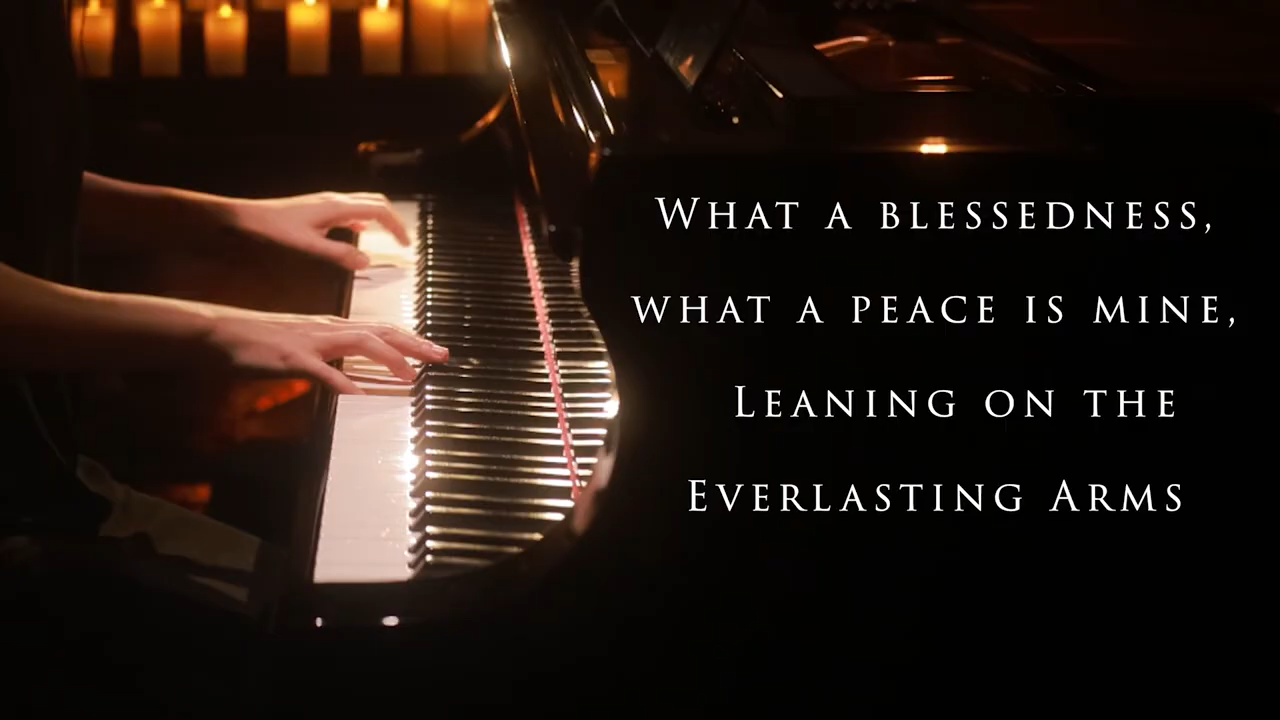 What a blessedness,
what a peace is mine,
Leaning on the
Everlasting Arms